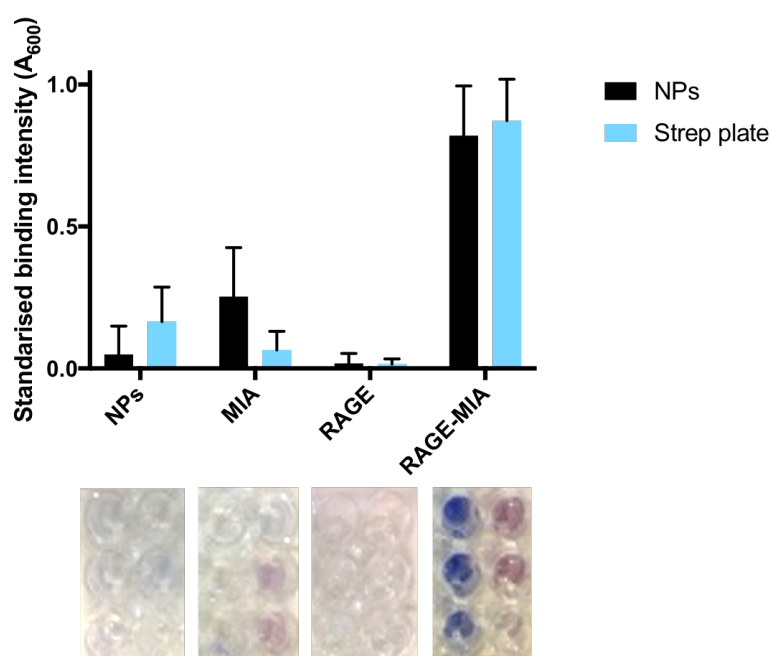 Standarised binding intensity (A600)
1.0
0.5
0.0
NPs
MIA
RAGE
RAGE-MIA
NPs
Strep plate